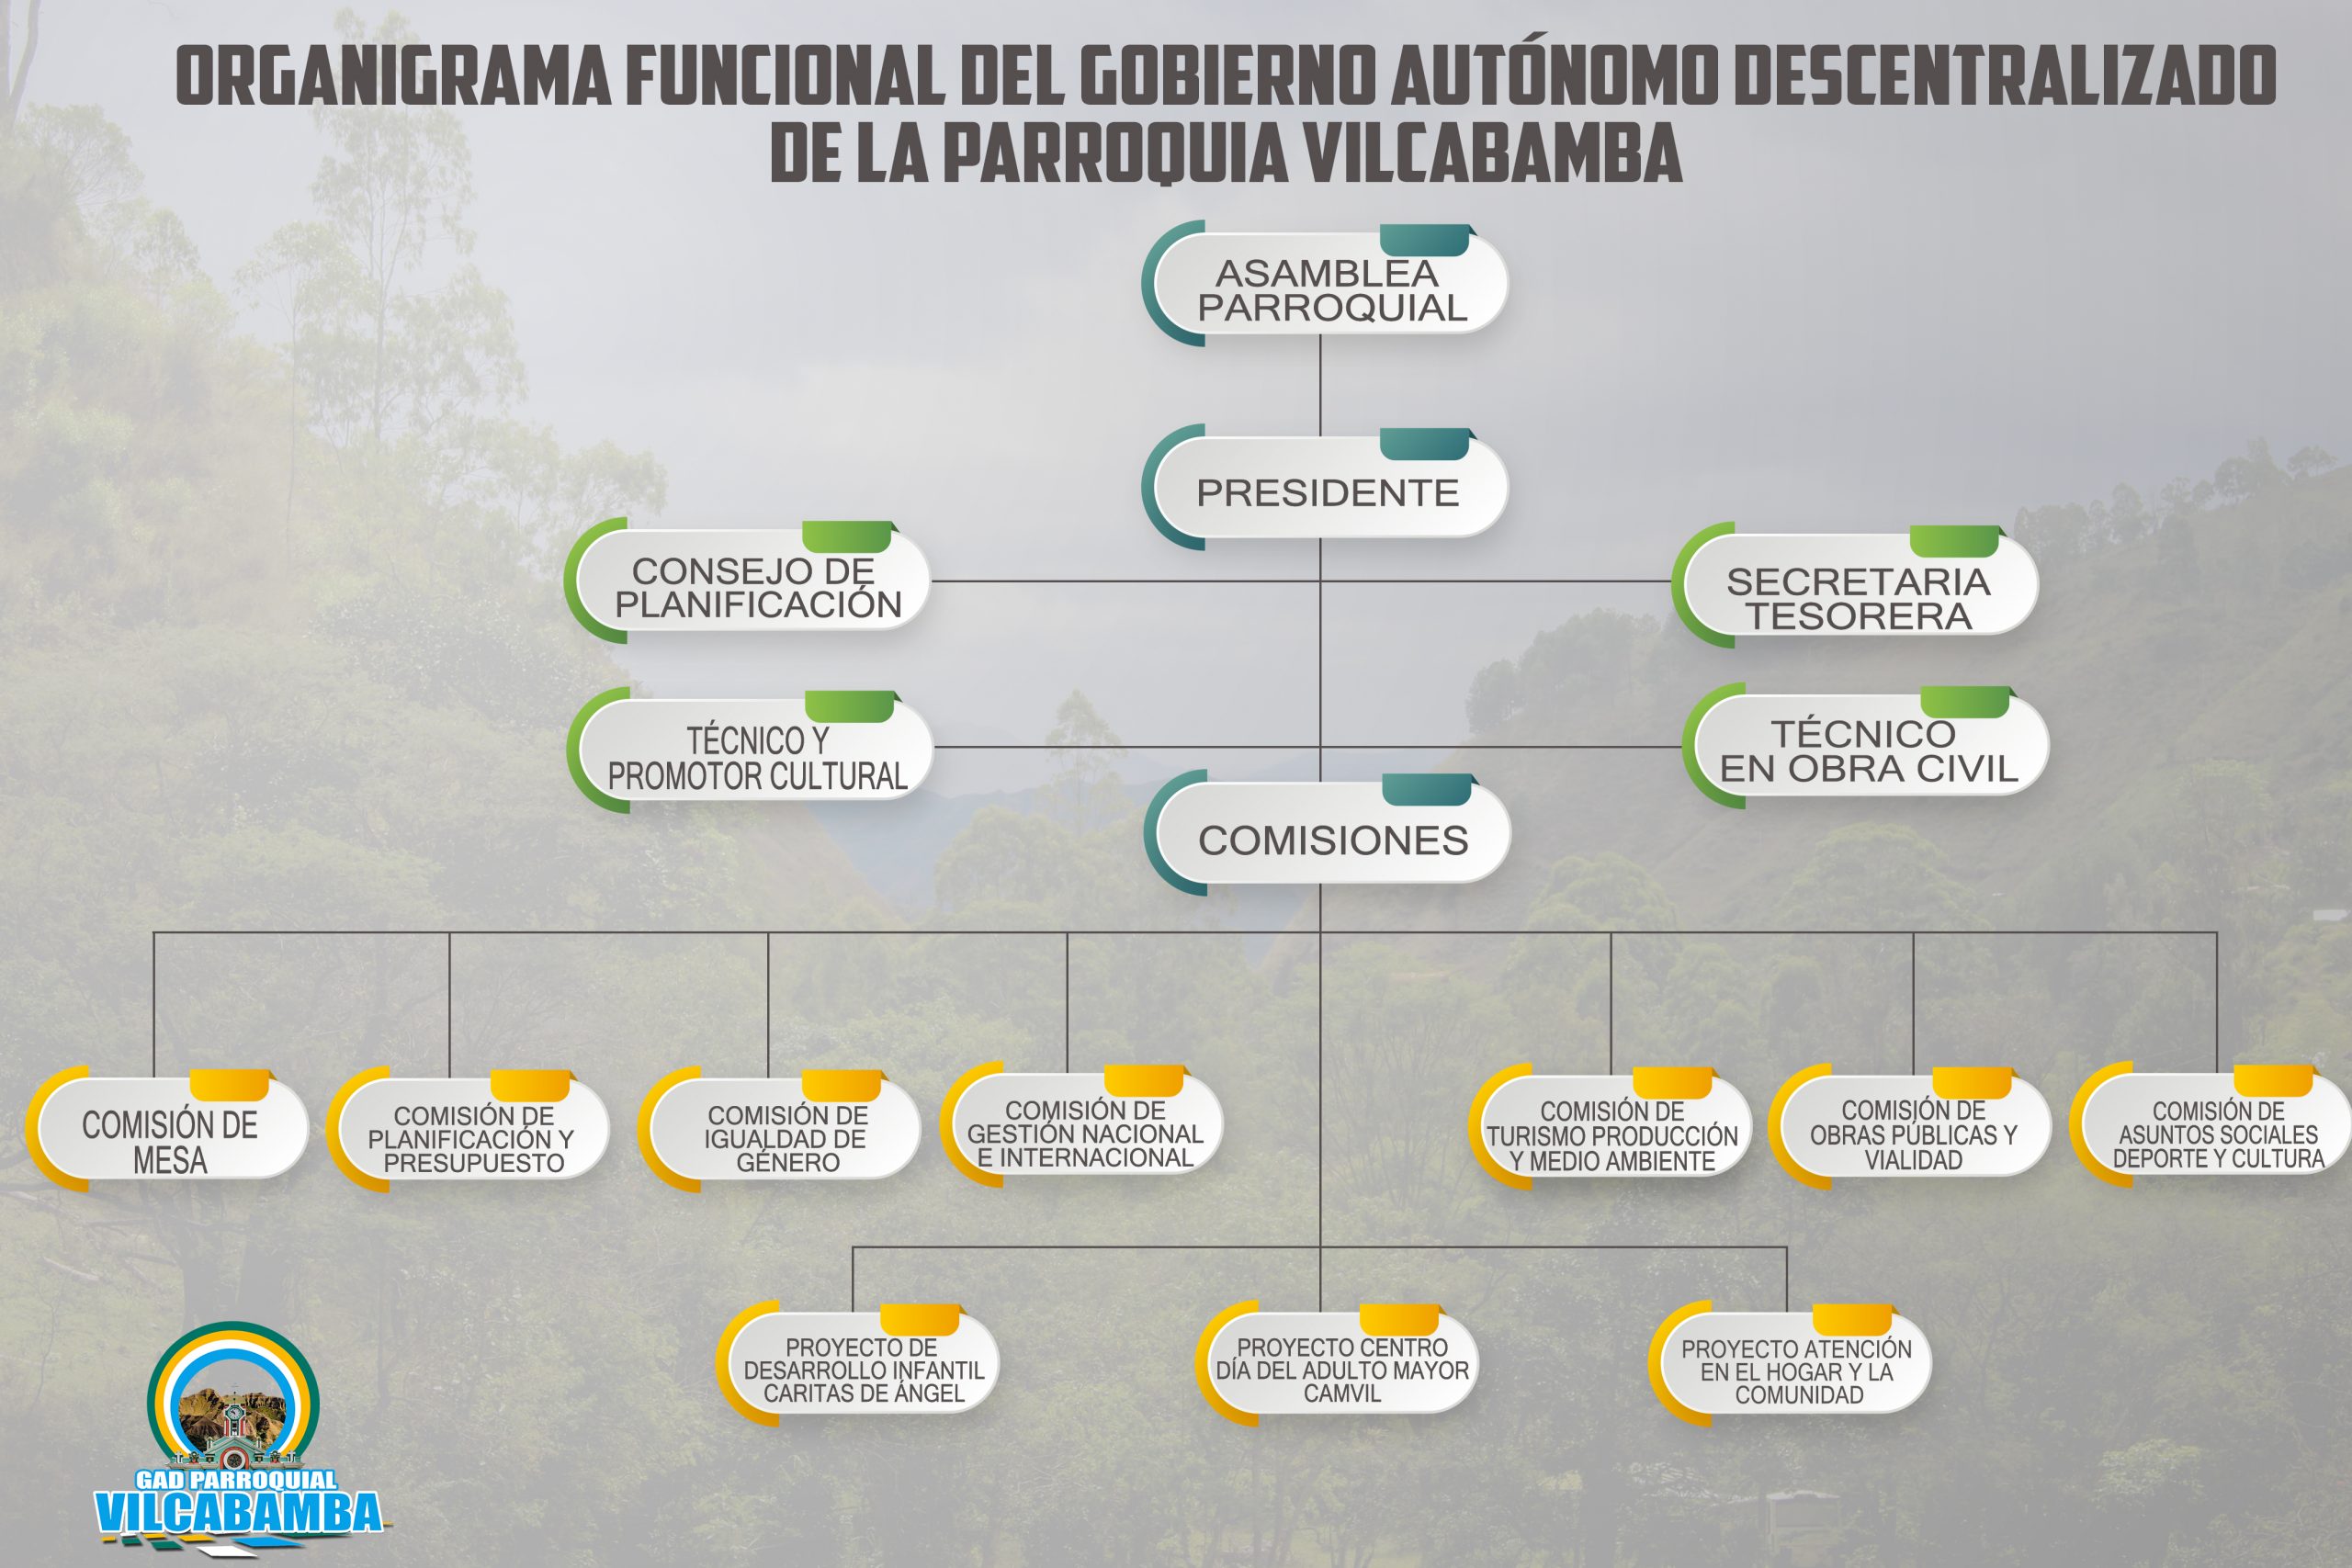 ORGANIGRAMA FUNCIONAL DEL GOBIERNO AUTÓNOMO DESCENTRALIZADO
DE LA PARROQUIA VILCABAMBA
ASAMBLEA
PARROQUIAL
PRESIDENTE
CONSEJO DE
PLANIFICACIÓN
SECRETARIA
TESORERA
TÉCNICO Y
PROMOTOR CULTURAL
TÉCNICO
EN OBRA CIVIL
COMISIONES
COMISIÓN DE
MESA
COMISIÓN DE
PLANIFICACIÓN Y
PRESUPUESTO
COMISIÓN DE
IGUALDAD DE
GÉNERO
COMISIÓN DE
GESTIÓN NACIONAL
E INTERNACIONAL
COMISIÓN DE
TURISMO PRODUCCIÓN
Y MEDIO AMBIENTE
COMISIÓN DE
OBRAS PÚBLICAS Y
VIALIDAD
COMISIÓN DE
ASUNTOS SOCIALES
DEPORTE Y CULTURA
PROYECTO DE
DESARROLLO INFANTIL
CARITAS DE ÁNGEL
PROYECTO CENTRO
DÍA DEL ADULTO MAYOR
CAMVIL
PROYECTO ATENCIÓN
EN EL HOGAR Y LA
COMUNIDAD
GAD PARROQUIAL
VILCABAMBA